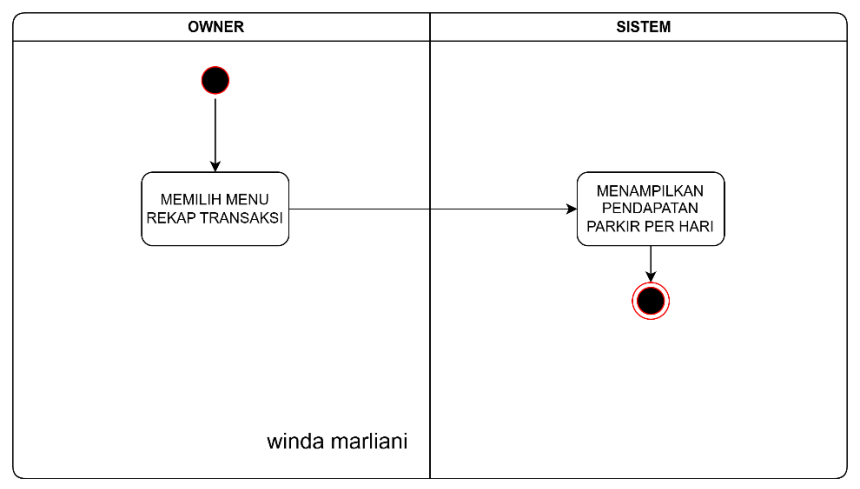 OWNER
SISTEM
MEMILIH MENU
REKAP TRANSAKSI
MENAMPILKAN
PENDAPATAN
PARKIR PER HARI
winda marliani